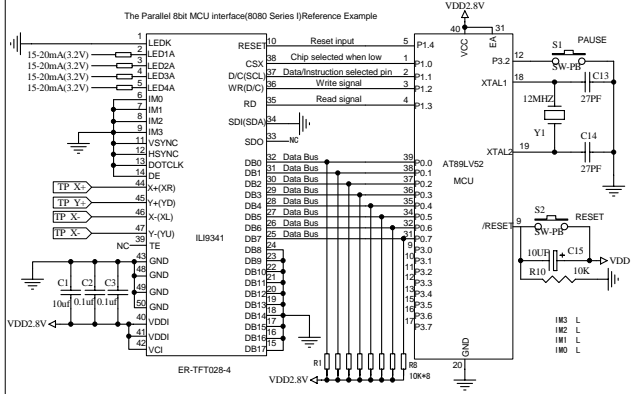 The Parallel 8bit MCU interface(8080 Series I)Reference Example
VDD2.8V
1 LEDK
15-20mA(3.2V) 2 LED1A
15-20mA(3.2V) 3 LED2A
15-20mA(3.2V) 4 LED3A
15-20mA(3.2V) 5 LED4A
6 IM0
7 IM1
8 IM2
9 IM3
11 VSYNC
12 HSYNC
13 DOTCLK
14 DE
TP X+ 44 X+(XR)
TP Y+ 45 Y+(YD)
TP X- 46 X-(XL)
TP X- 47 Y-(YU)
NC 39 TE
43 GND
48 GND
49 GND
50 GND
C1 C2 C3
10uf 0.1uf 0.1uf
VDD2.8V
40 VDDI
41 VDDI
42 VCI
ILI9341
ER-TFT028-4
RESET 10 Reset input 5 P1.4
CSX 38 Chip selected when low 1 P1.0
D/C(SCL) 37 Data/Instruction selected pin 2 P1.1
WR(D/C) 36 Write signal 3 P1.2
RD 35 Read signal 4 P1.3
SDI(SDA) 34
SDO 33 NC
DB0 32 Data Bus 39 P0.0
DB1 31 Data Bus 38 P0.1
DB2 30 Data Bus 37 P0.2
DB3 29 Data Bus 36 P0.3
DB4 28 Data Bus 35 P0.4
DB5 27 Data Bus 34 P0.5
DB6 26 Data Bus 32 P0.6
DB7 25 Data Bus 31 P0.7
DB8 24
DB9 23
DB10 22
DB11 21
DB12 20
DB13 19
DB14 18
DB15 17
DB16 16
DB17 15
9 P3.0
10 P3.1
11 P3.2
12 P3.3
13 P3.4
14 P3.5
15 P3.6
16 P3.7
17
R1 R8
10K*8
VDD2.8V
40 VCC
31 EA
AT89LV52
MCU
GND
20
P3.2 12 S1 PAUSE
SW-PB
XTAL1 18
C13
27PF
12MHZ
Y1
XTAL2 19
C14
27PF
/RESET 9
S2 RESET
SW-PB
10UF + C15
VDD
R10 10K
IM3 L
IM2 L
IM1 L
IM0 L